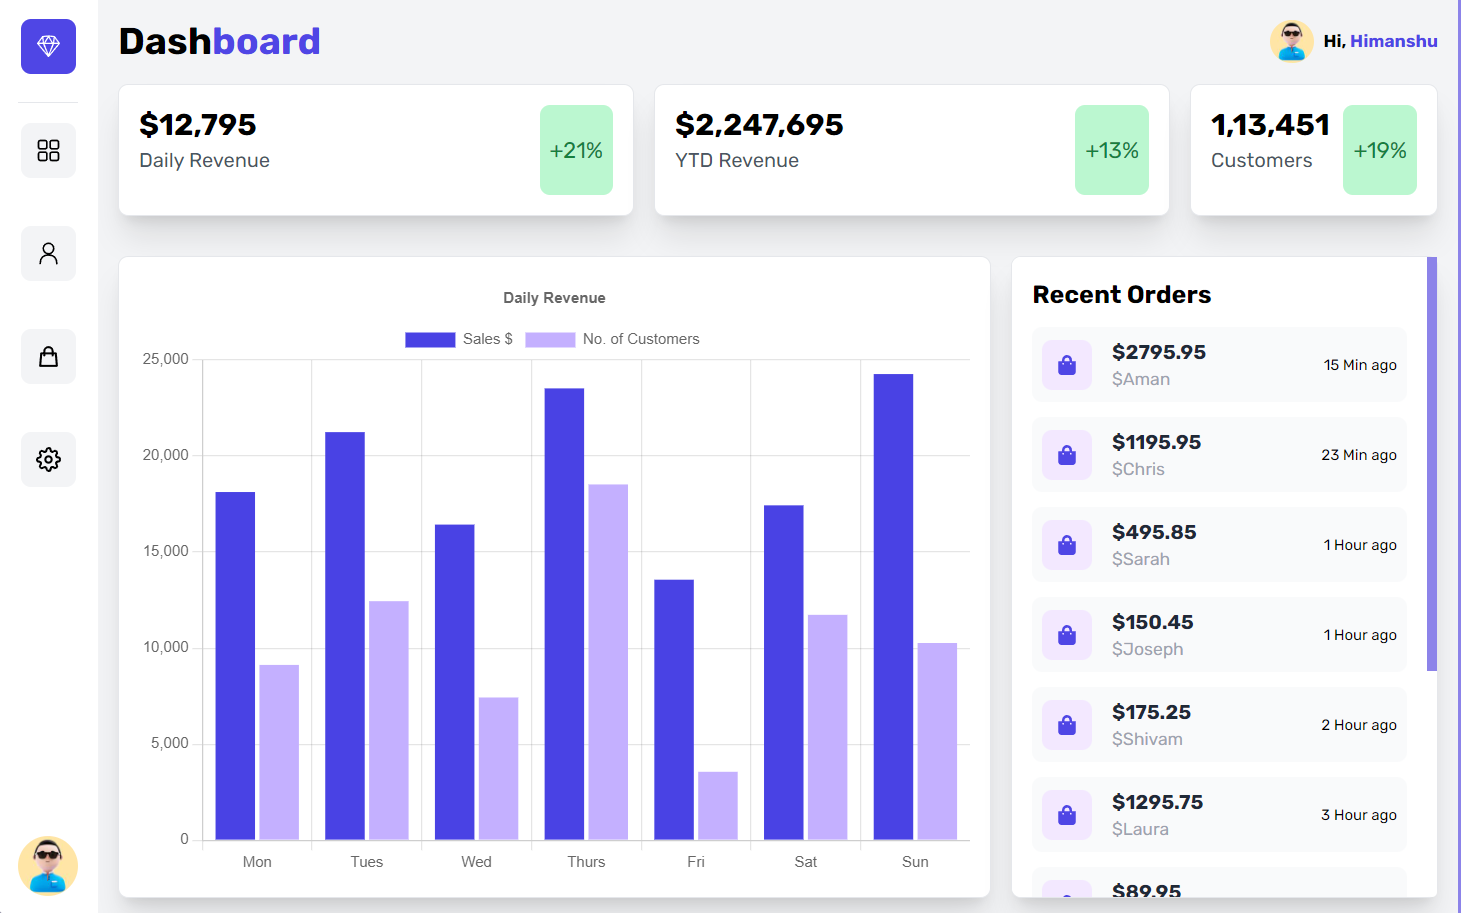 Dashboard
Hi, Himanshu
$12,795
Daily Revenue
+21%
$2,247,695
YTD Revenue
+13%
1,13,451
Customers
+19%
Daily Revenue
Sales $
No. of Customers
25,000
20,000
15,000
10,000
5,000
0
Mon
Tues
Wed
Thurs
Fri
Sat
Sun
Recent Orders
$2795.95
$Aman
15 Min ago
$1195.95
$Chris
23 Min ago
$495.85
$Sarah
1 Hour ago
$150.45
$Joseph
1 Hour ago
$175.25
$Shivam
2 Hour ago
$1295.75
$Laura
3 Hour ago
$89.95